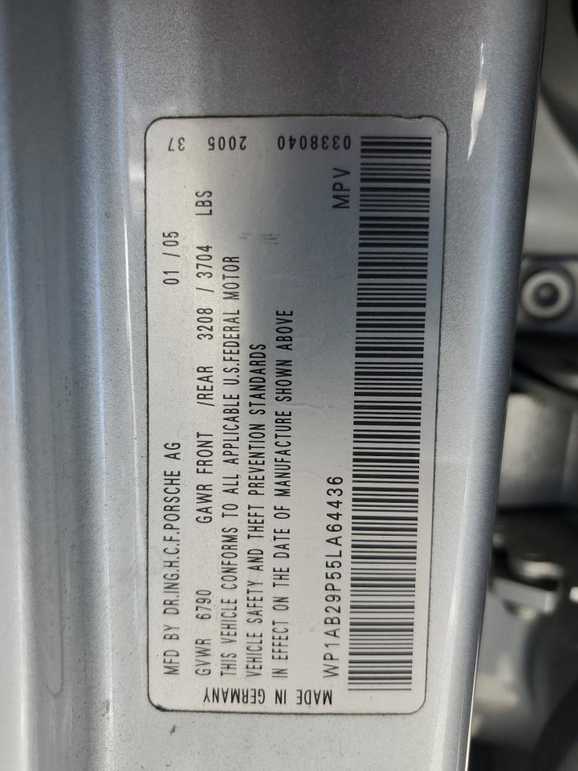 MFD BY DR.ING.H.C.F.PORSCHE AG 01 / 05 37
GVWR 6790 GAWR FRONT /REAR 3208 / 3704 LBS
THIS VEHICLE CONFORMS TO ALL APPLICABLE U.S.FEDERAL MOTOR
VEHICLE SAFETY AND THEFT PREVENTION STANDARDS
IN EFFECT ON THE DATE OF MANUFACTURE SHOWN ABOVE
WP1AB29P55LA64436 MPV
MADE IN GERMANY
2005
0338040